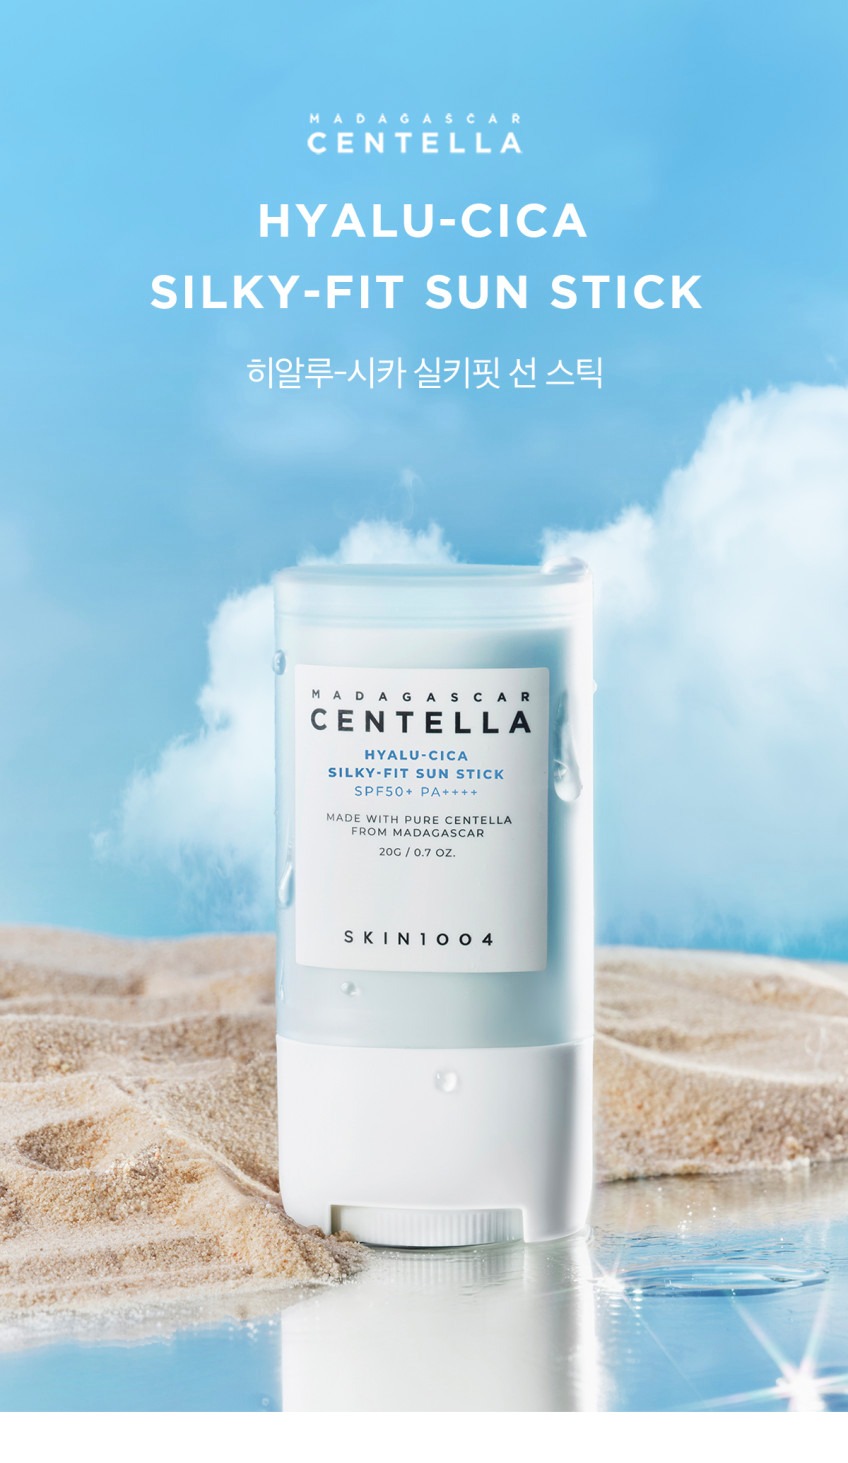 MADAGASCAR
CENTELLA
HYALU-CICA
SILKY-FIT SUN STICK
히알루-시카 실키핏 선 스틱
MADAGASCAR
CENTELLA
HYALU-CICA
SILKY-FIT SUN STICK
SPF50+ PA++++
MADE WITH PURE CENTELLA
FROM MADAGASCAR
20G / 0.7 OZ.
SKIN1004